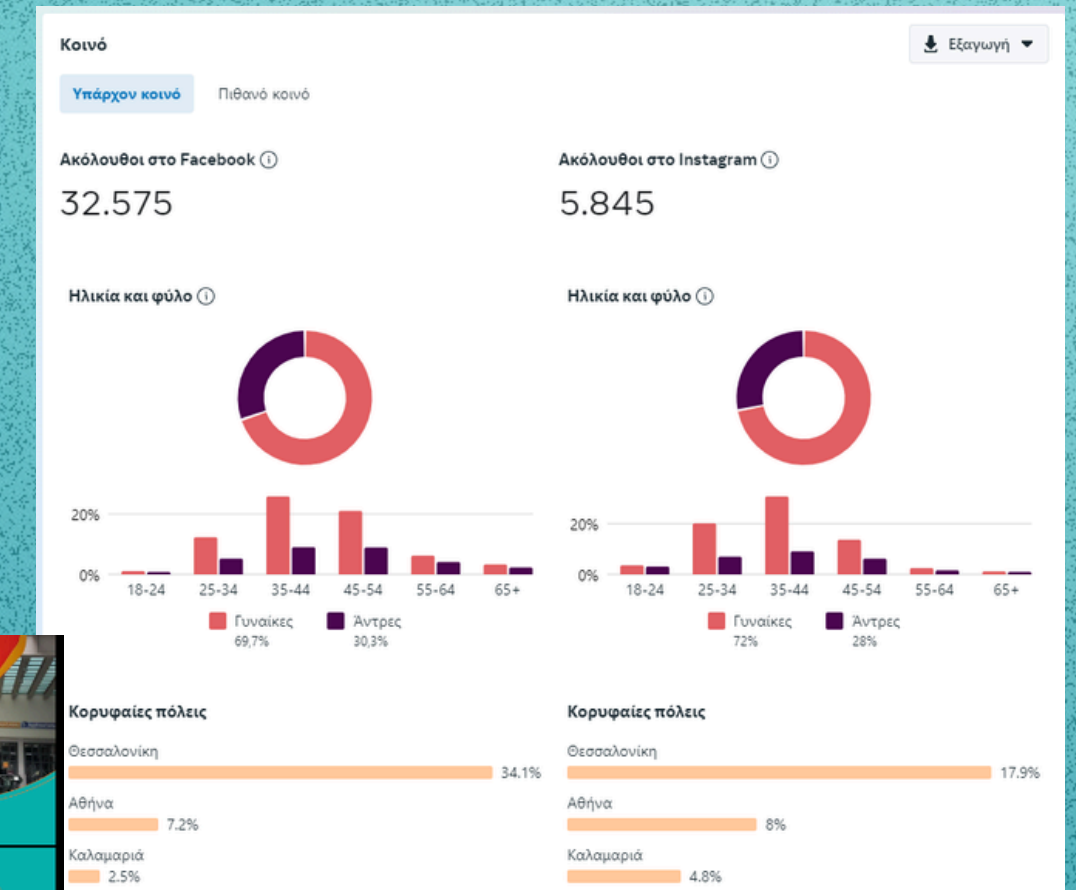 Κοινό
Εξαγωγή
Υπάρχον κοινό Πιθανό κοινό
Ακόλουθοι στο Facebook
32.575
Ηλικία και φύλο
20%
0%
18-24 25-34 35-44 45-54 55-64 65+
Γυναίκες Άντρες
69,7% 30,3%
Κορυφαίες πόλεις
Θεσσαλονίκη
34.1%
Αθήνα
7.2%
Καλαμαριά
2.5%
Ακόλουθοι στο Instagram
5.845
Ηλικία και φύλο
20%
0%
18-24 25-34 35-44 45-54 55-64 65+
Γυναίκες Άντρες
72% 28%
Κορυφαίες πόλεις
Θεσσαλονίκη
17.9%
Αθήνα
8%
Καλαμαριά
4.8%